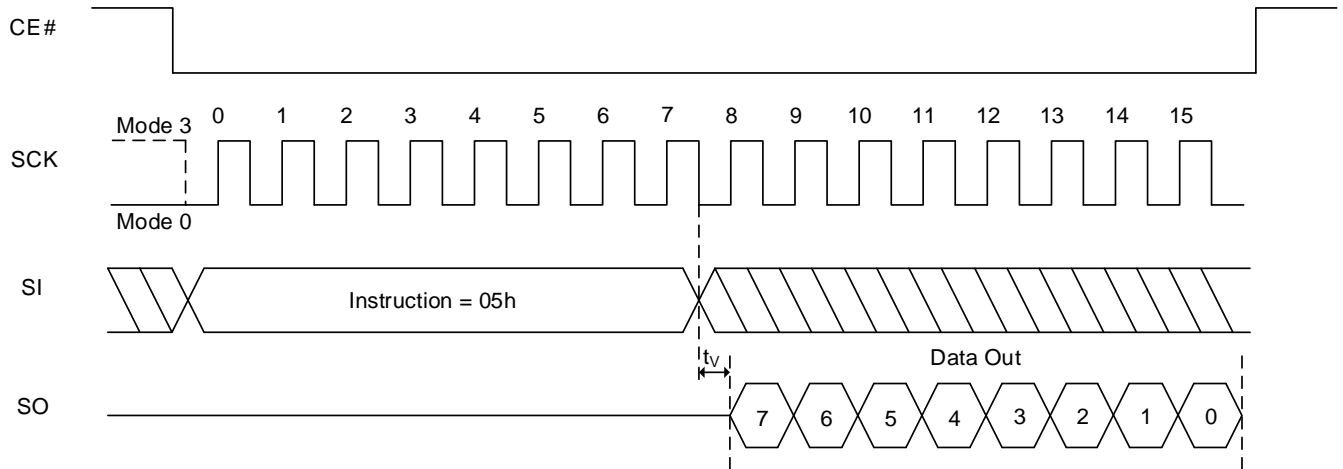 CE#
0 1 2 3 4 5 6 7 8 9 10 11 12 13 14 15
Mode 3
SCK
Mode 0
SI
Instruction = 05h
tV
Data Out
SO
7 6 5 4 3 2 1 0